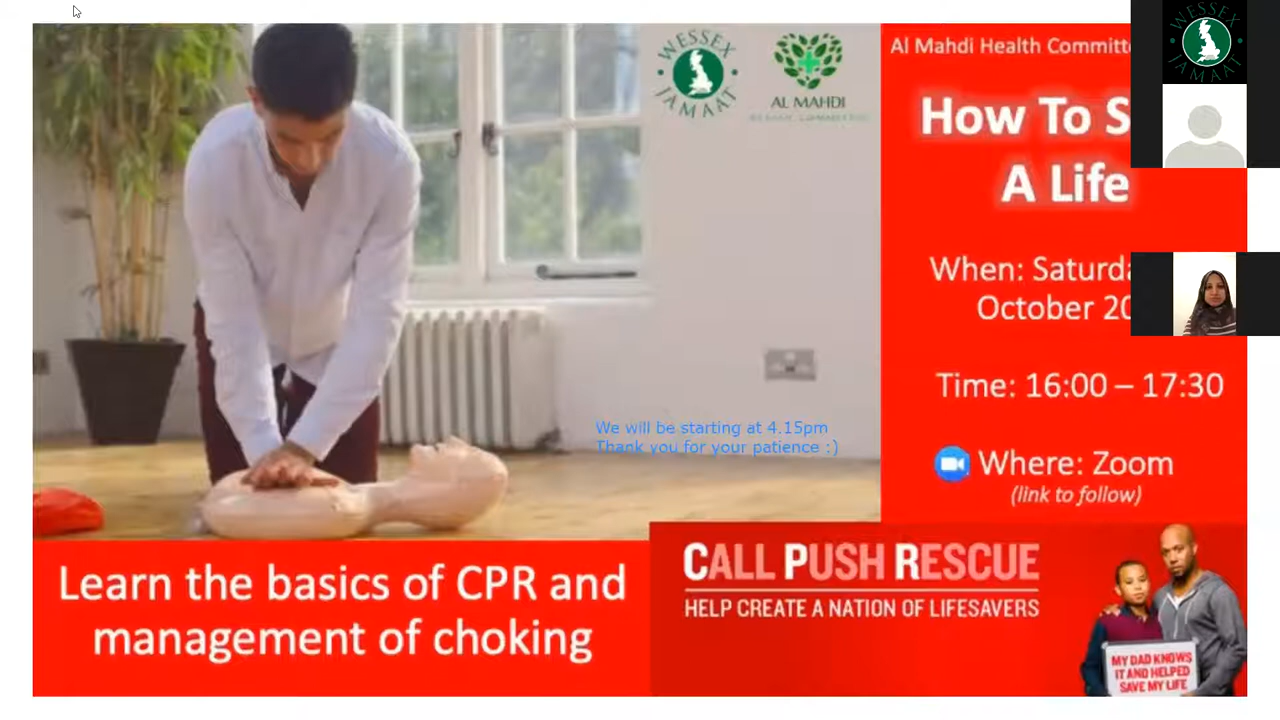 WESSEX
JAMAAT
AL MAHDI
Al Mahdi Health
How To
A Life
When:
October
Time: 16:00 – 17:30
Where: Zoom
(link to follow)
We will be starting at 4.15pm
Thank you for your patience :)
Learn the basics of CPR and
management of choking
CALL PUSH RESCUE
HELP CREATE A NATION OF LIFESAVERS
MY DAD KNOWS
IT AND HELPED
SAVE MY LIFE
WESSEX
JAMAAT